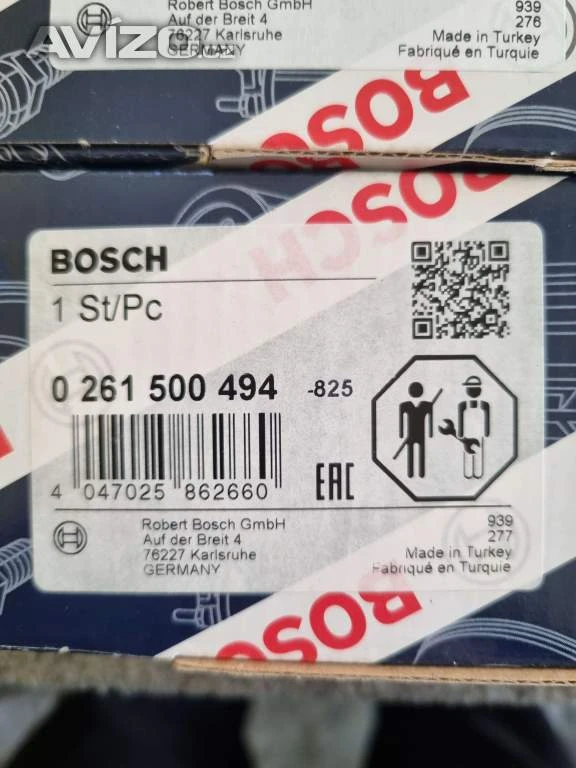 Robert Bosch GmbH
Auf der Breit 4
76227 Karlsruhe
GERMANY
939
276
Made in Turkey
Fabriqué en Turquie
BOSCH
BOSCH
BOSCH
1 St/Pc
0 261 500 494 -825
4 047025 862660
EAC
Robert Bosch GmbH
Auf der Breit 4
76227 Karlsruhe
GERMANY
939
277
Made in Turkey
Fabriqué en Turquie
BOSC